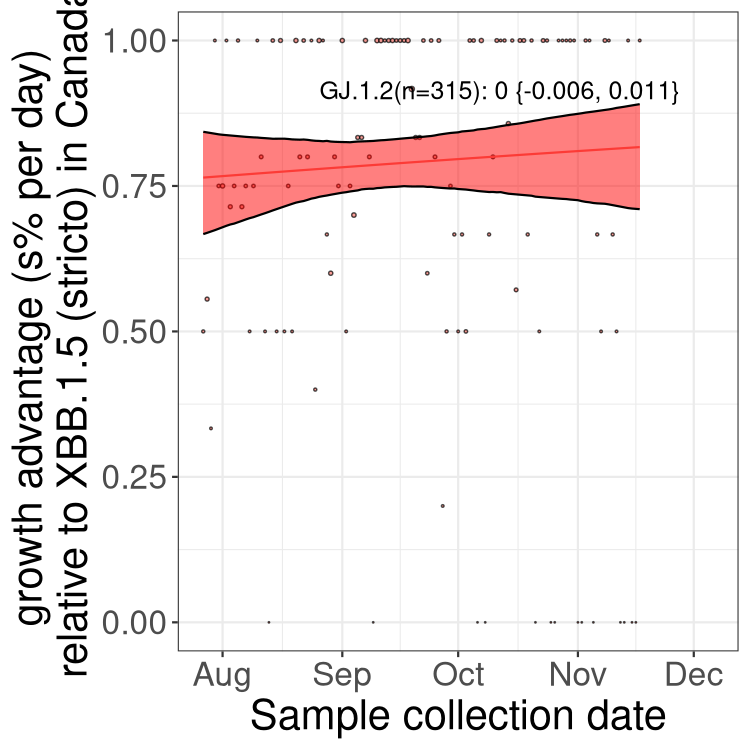 growth advantage (s% per day)
relative to XBB.1.5 (stricto) in Canada
1.00
0.75
0.50
0.25
0.00
GJ.1.2(n=315): 0 {-0.006, 0.011}
Aug Sep Oct Nov Dec
Sample collection date